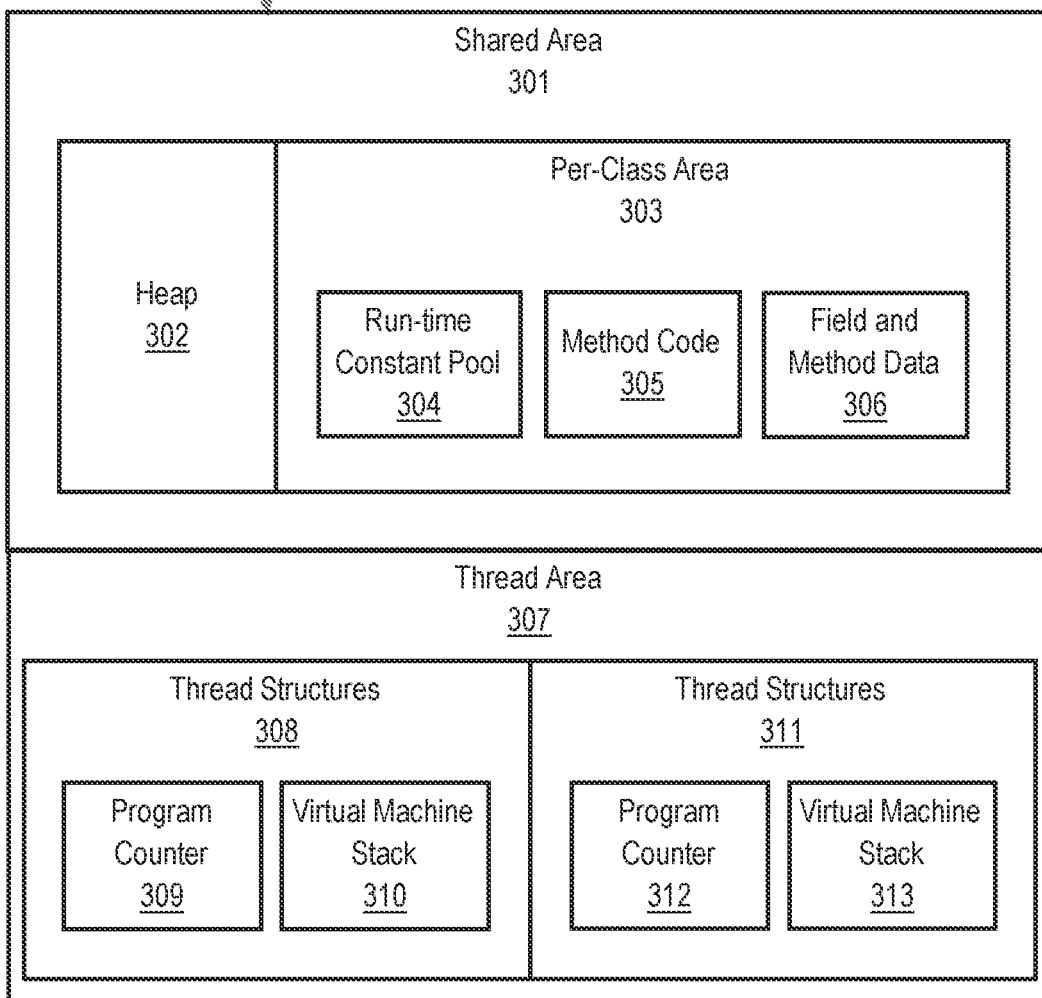 Shared Area
301
Per-Class Area
303
Heap
302
Run-time
Constant Pool
304
Method Code
305
Field and
Method Data
306
Thread Area
307
Thread Structures
308
Program
Counter
309
Virtual Machine
Stack
310
Thread Structures
311
Program
Counter
312
Virtual Machine
Stack
313